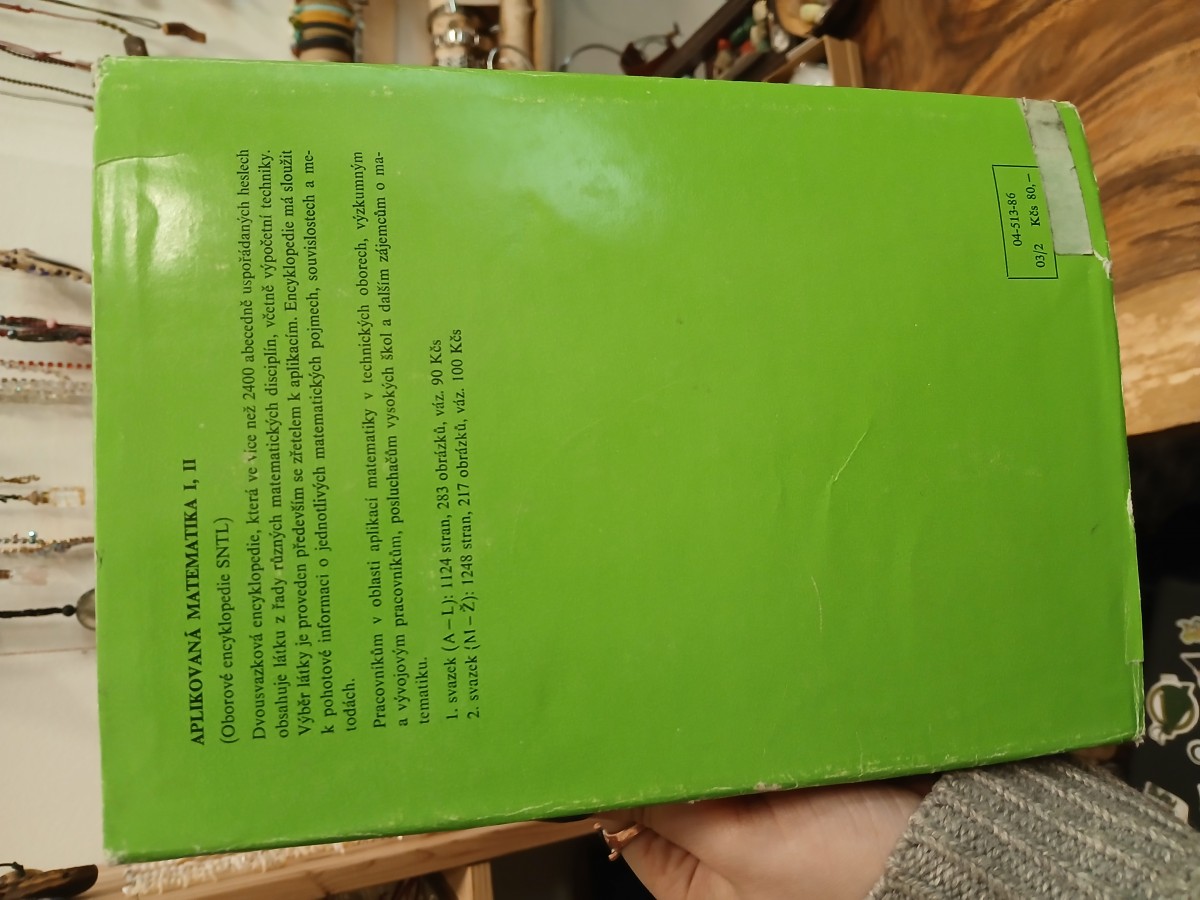 APLIKOVANÁ MATEMATIKA I, II
(Oborové encyklopedie SNTL)
Dvousvazková encyklopedie, která ve více než 2400 abecedně uspořádaných heslech
obsahuje látku z řady různých matematických disciplín, včetně výpočetní techniky.
Výběr látky je proveden především se zřetelem k aplikacím. Encyklopedie má sloužit
k pohotové informaci o jednotlivých matematických pojmech, souvislostech a me-
todách.
Pracovníkům v oblasti aplikací matematiky v technických oborech, výzkumným
a vývojovým pracovníkům, posluchačům vysokých škol a dalším zájemcům o ma-
tematiku.
1. svazek (A – L): 1124 stran, 283 obrázků, váz. 90 Kčs
2. svazek (M – Ž): 1248 stran, 217 obrázků, váz. 100 Kčs
04-513-86
03/2 Kčs 80,–